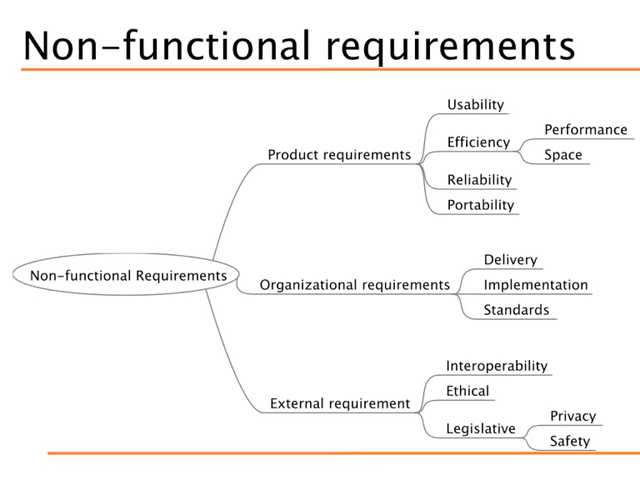 Non-functional requirements
Usability
Efficiency
Performance
Space
Product requirements
Reliability
Portability
Non-functional Requirements
Organizational requirements
Delivery
Implementation
Standards
External requirement
Interoperability
Ethical
Legislative
Privacy
Safety